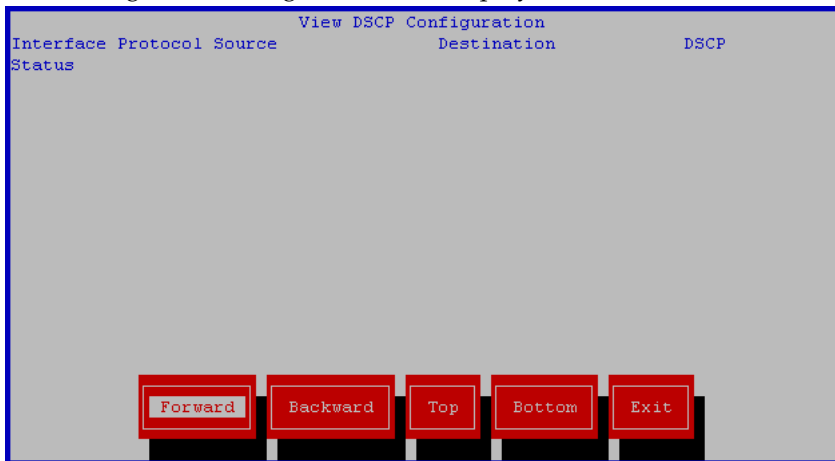 View DSCP Configuration
Interface Protocol Source Destination DSCP
Status
Forward Backward Top Bottom Exit